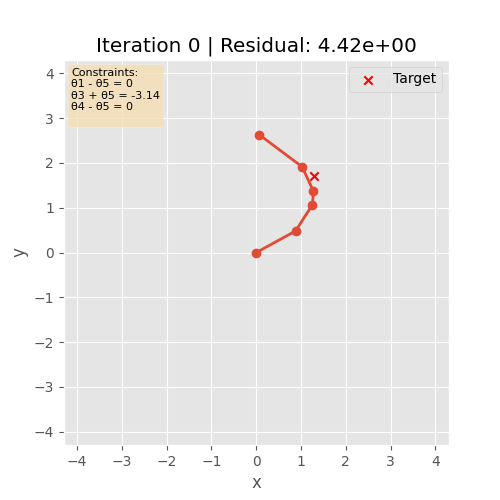 Iteration 0 | Residual: 4.42e+00
Constraints:
θ1 - θ5 = 0
θ3 + θ5 = -3.14
θ4 - θ5 = 0
Target
4
3
2
1
0
−1
−2
−3
−4
y
−4 −3 −2 −1 0 1 2 3 4
x